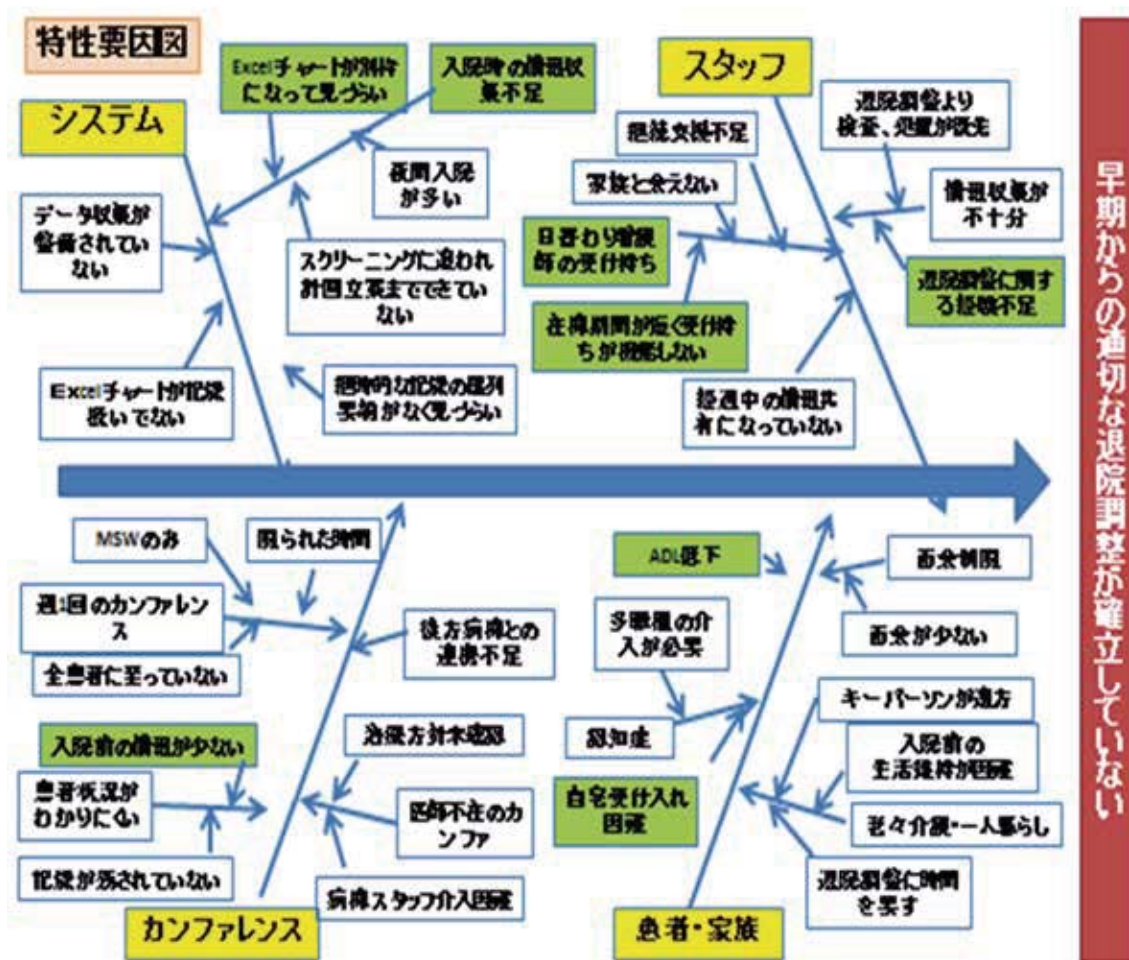 特性要因図
システム
Excelチャートが別枠
になって見づらい
入院時の情報収
集不足
夜間入院
が多い
データ収集が
整備されてい
ない
スクリーニングに追われ
計画立案までできてい
ない
Excelチャートが記録
扱いでない
経時的な記録の羅列
要約がなく見づらい
スタッフ
継続支援不足
家族と会えない
日替わり看護
師の受け持ち
在棟期間が短く受け持
ちが機能しない
退院調整より
検査、処置が優先
情報収集が
不十分
退院調整に関す
る経験不足
経過中の情報共
有になっていない
早期からの適切な退院調整が確立していない
MSWのみ
限られた時間
週1回のカンファレン
ス
全患者に至っていない
後方病棟との
連携不足
入院前の情報が少ない
患者状況が
わかりにくい
記録が残されていない
治療方針未確認
医師不在のカン
ファ
病棟スタッフ介入困難
カンファレンス
ADL低下
面会制限
面会が少ない
多職種の介
入が必要
認知症
自宅受け入れ
困難
キーパーソンが遠方
入院前の
生活維持が困難
老々介護・一人暮らし
退院調整に時間
を要す
患者・家族